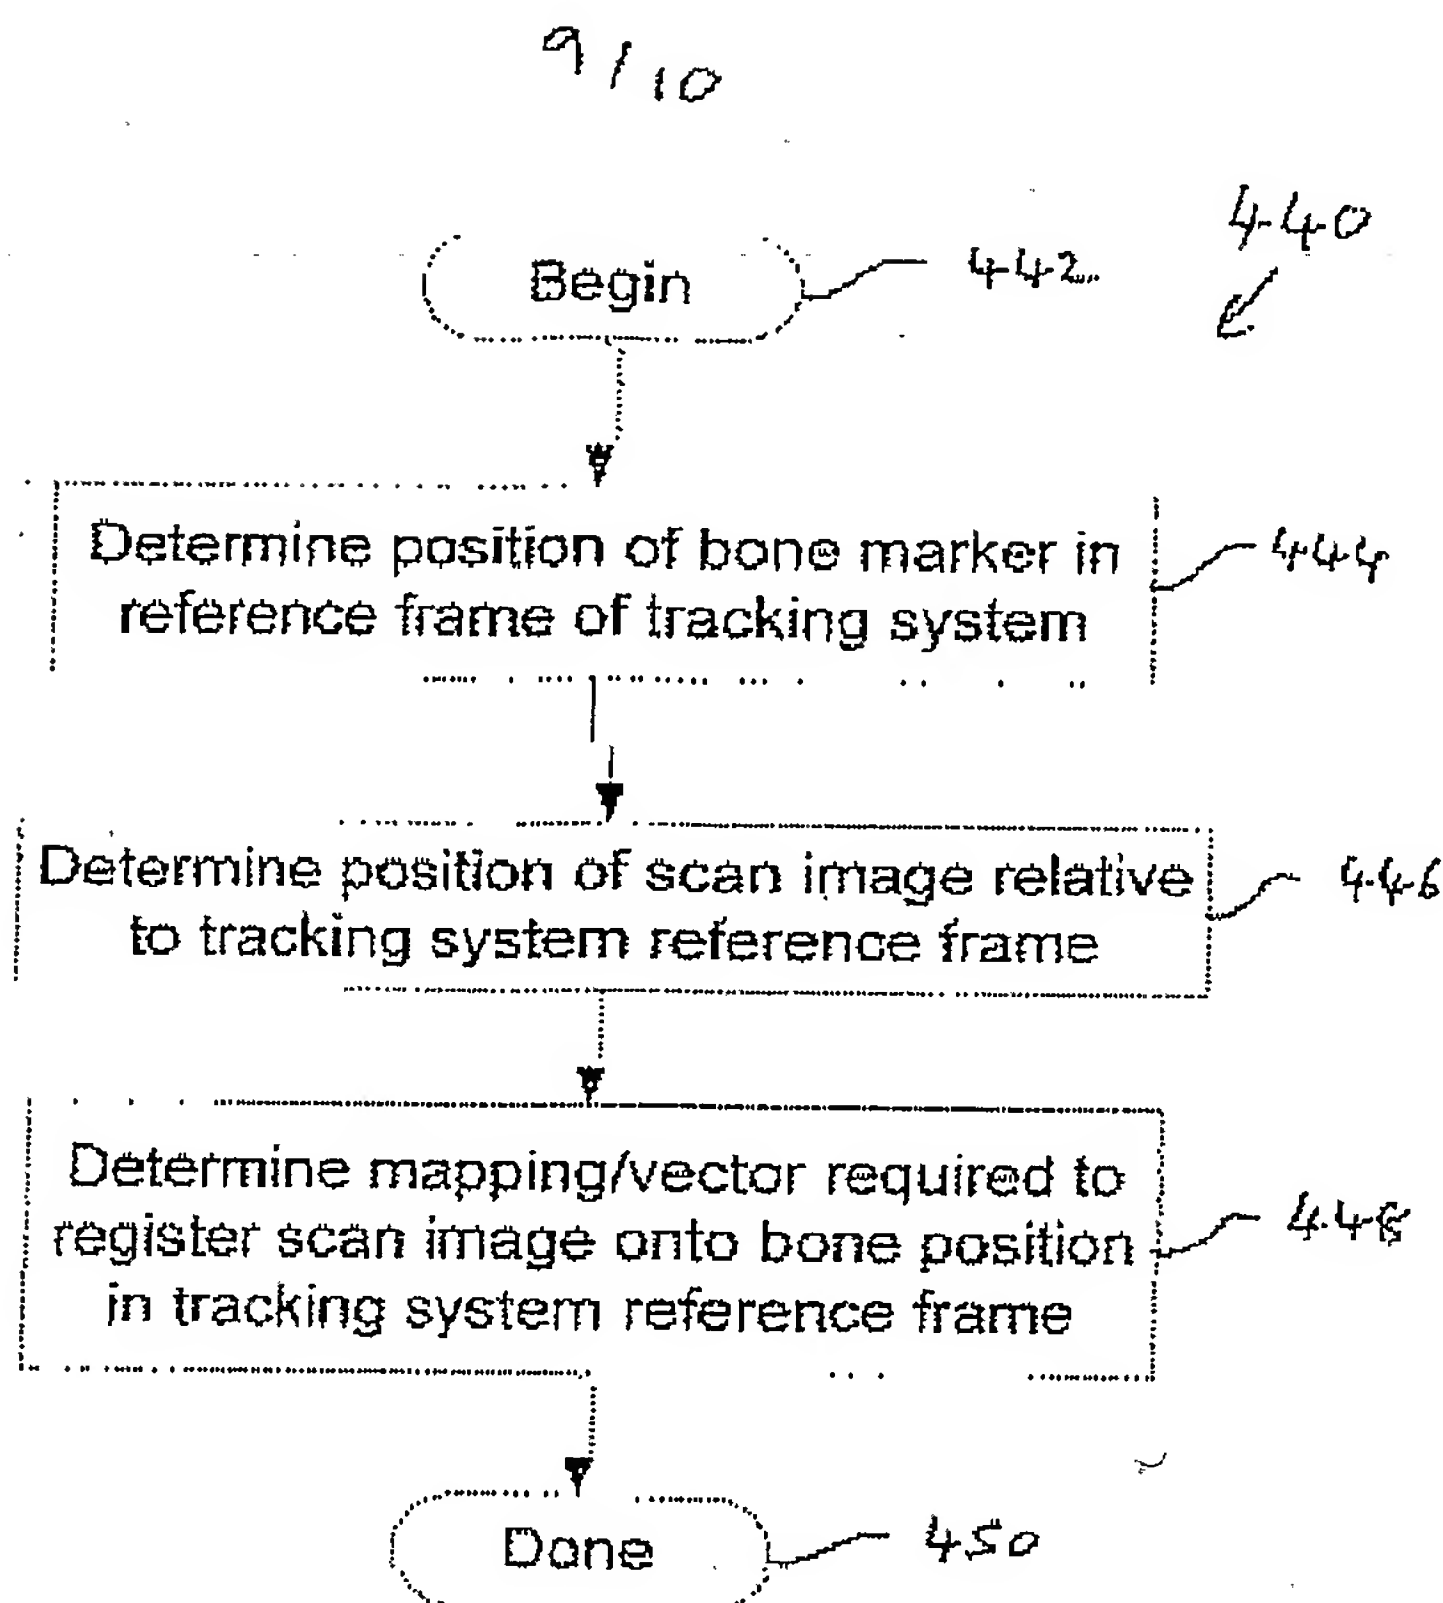 9/10
440
Begin
442
Determine position of bone marker in
reference frame of tracking system
444
Determine position of scan image relative
to tracking system reference frame
446
Determine mapping/vector required to
register scan image onto bone position
in tracking system reference frame
448
Done
450